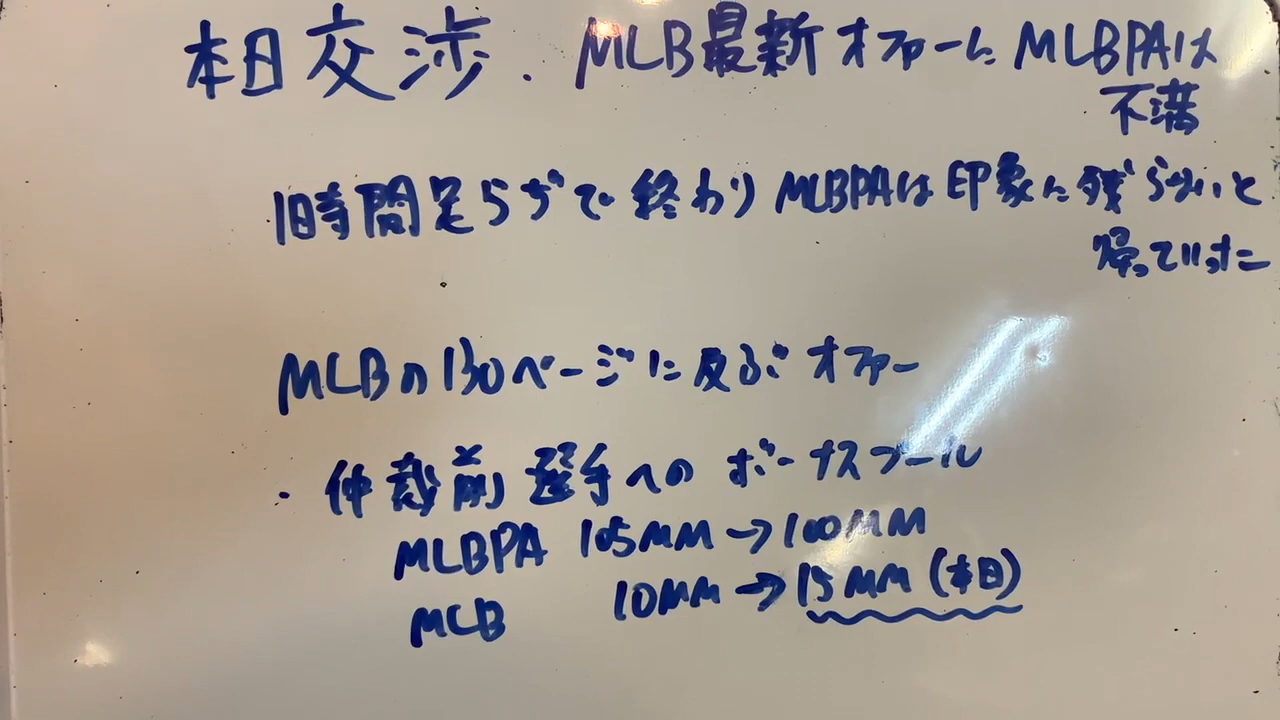 本日交渉. MLB最新オファーに MLBPAは
不満
1時間足らずで終わり MLBPAは印象に残らないと
帰っていった
MLBの130ページに及ぶオファー
・仲裁前選手へのボーナスプール
MLBPA 105MM→100MM
MLB 10MM→15MM(本日)